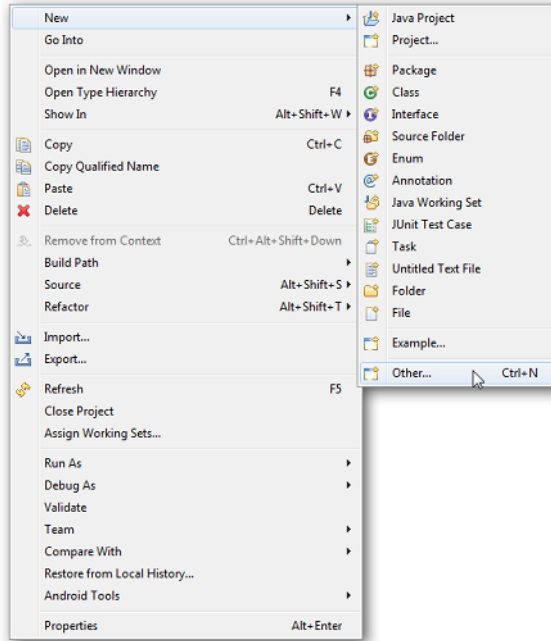 New
Go Into
Open in New Window
Open Type Hierarchy F4
Show In Alt+Shift+W
Copy Ctrl+C
Copy Qualified Name
Paste Ctrl+V
Delete Delete
Remove from Context Ctrl+Alt+Shift+Down
Build Path
Source Alt+Shift+S
Refactor Alt+Shift+T
Import...
Export...
Refresh F5
Close Project
Assign Working Sets...
Run As
Debug As
Validate
Team
Compare With
Restore from Local History...
Android Tools
Properties Alt+Enter
Java Project
Project...
Package
Class
Interface
Source Folder
Enum
Annotation
Java Working Set
JUnit Test Case
Task
Untitled Text File
Folder
File
Example...
Other... Ctrl+N